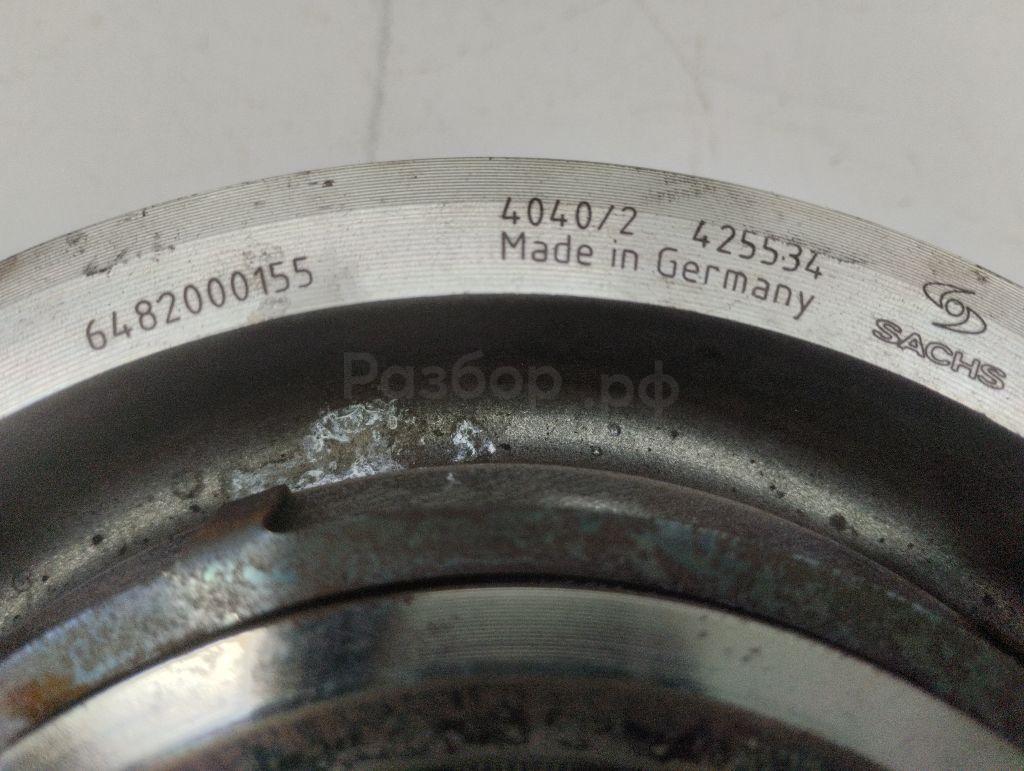 6482000155
4040/2 425534
Made in Germany
SACHS
Разбор.рф